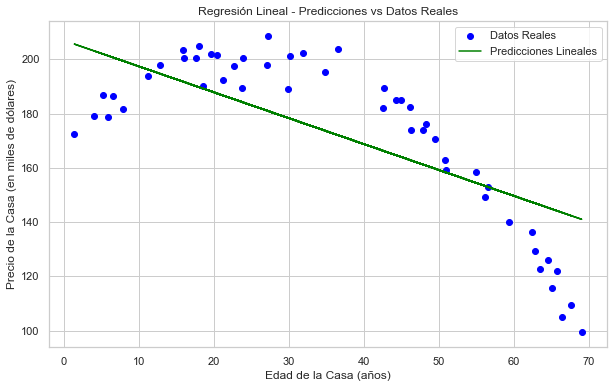 Regresión Lineal - Predicciones vs Datos Reales
Datos Reales
Predicciones Lineales
Precio de la Casa (en miles de dólares)
200
180
160
140
120
100
0 10 20 30 40 50 60 70
Edad de la Casa (años)